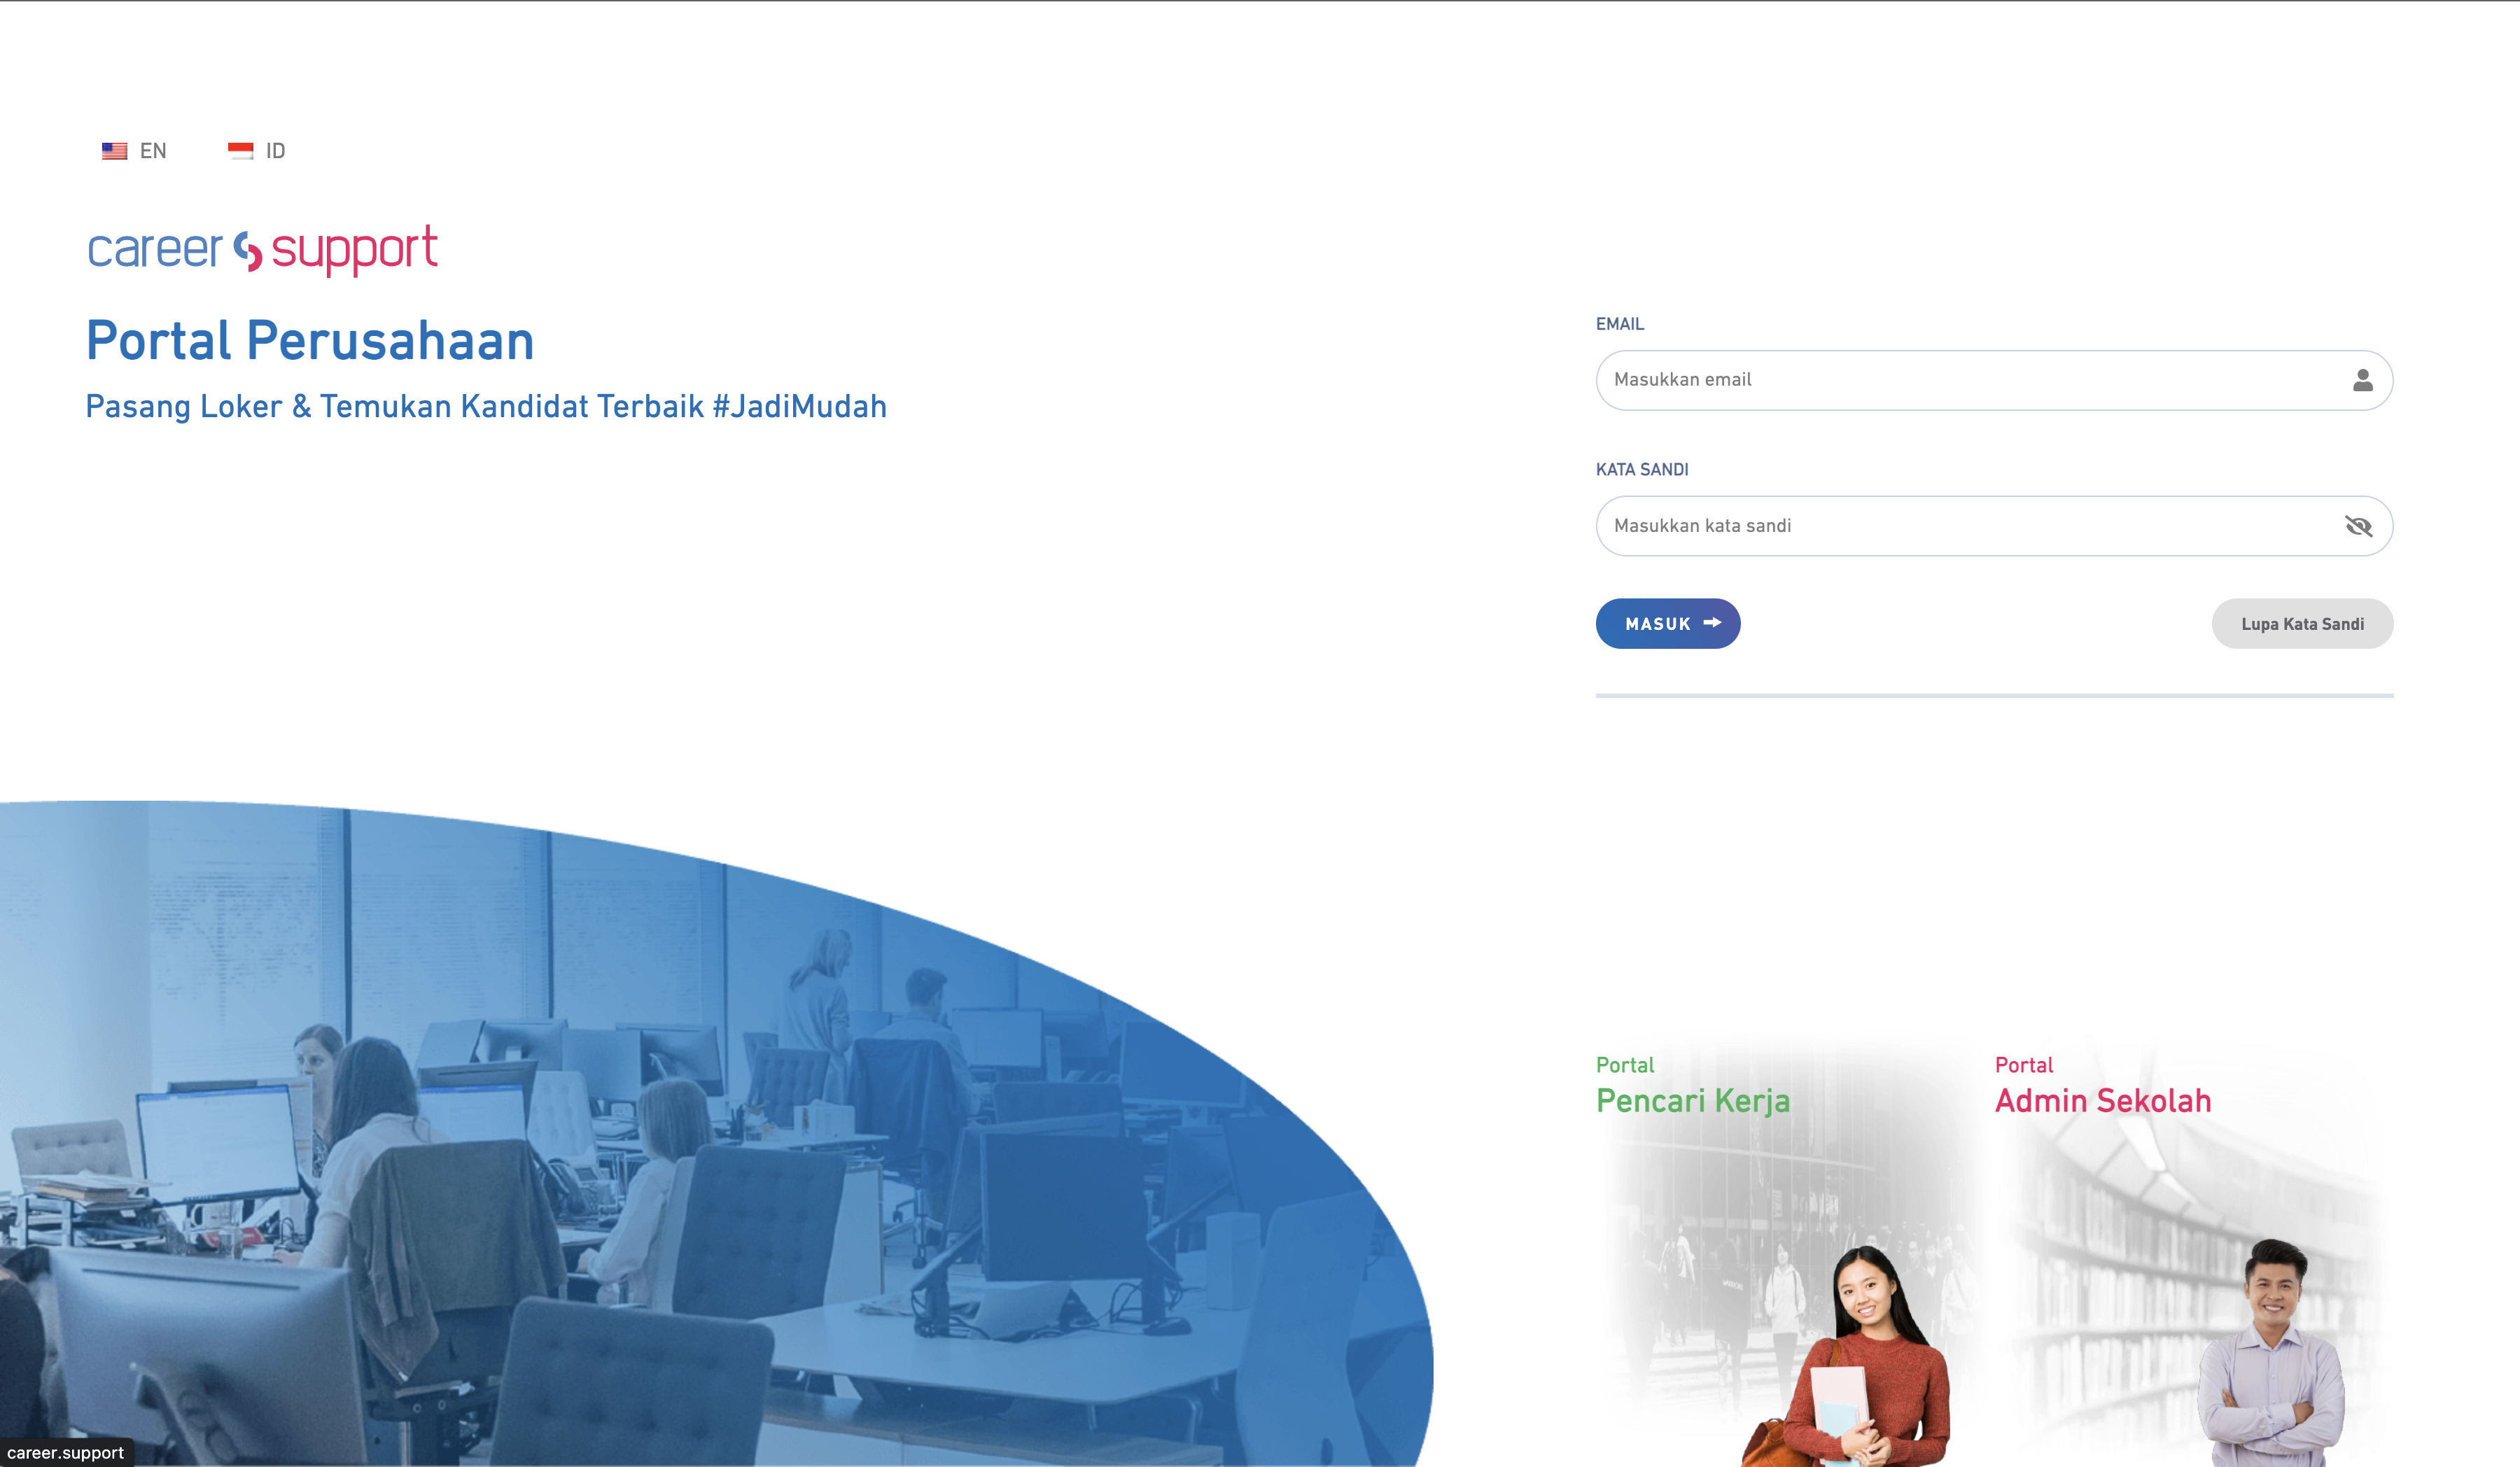 EN
ID
career support
Portal Perusahaan
Pasang Loker & Temukan Kandidat Terbaik #JadiMudah
EMAIL
Masukkan email
KATA SANDI
Masukkan kata sandi
MASUK
Lupa Kata Sandi
Portal
Pencari Kerja
Portal
Admin Sekolah
career.support